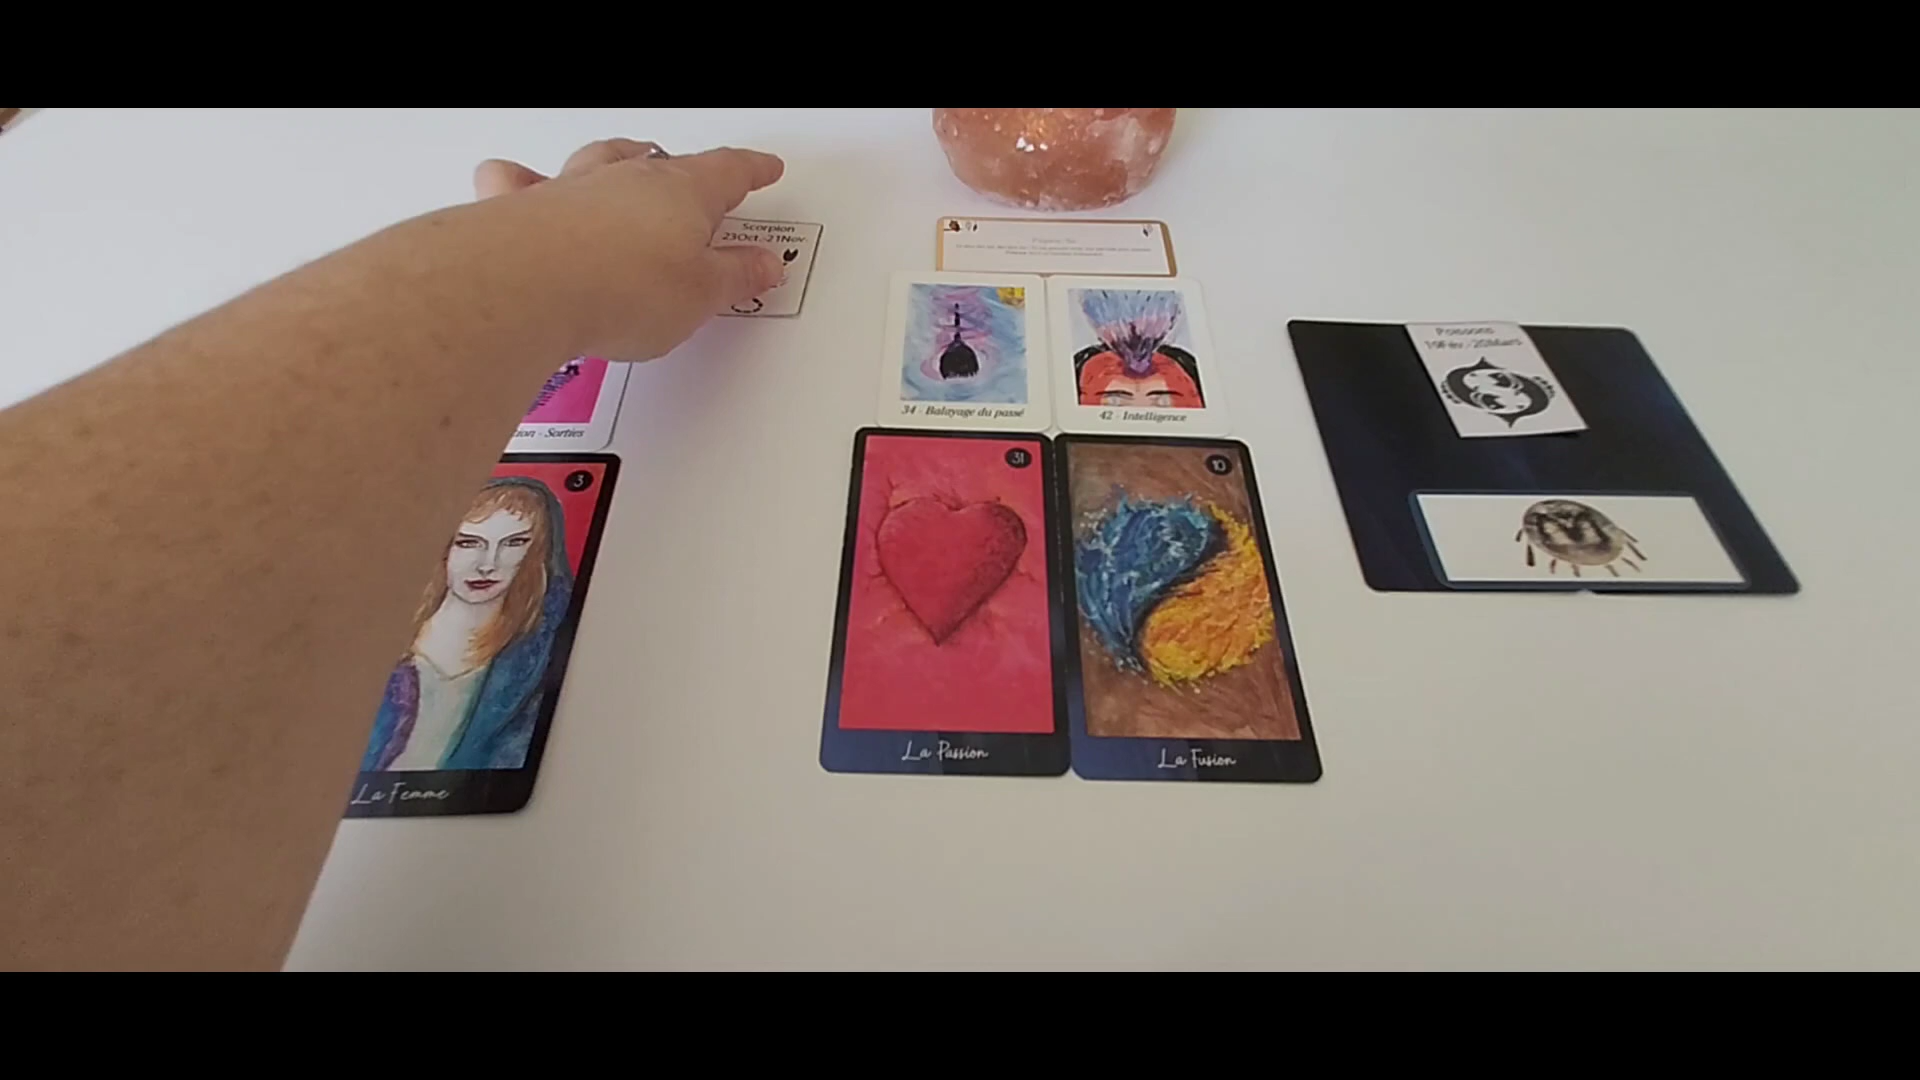 Scorpion
23Oct.-21Nov.
Poissons
19Fév.-20Mars
34 - Balayage du passé
42 - Intelligence
- Sorties
31
10
3
La Passion
La Fusion
La Femme